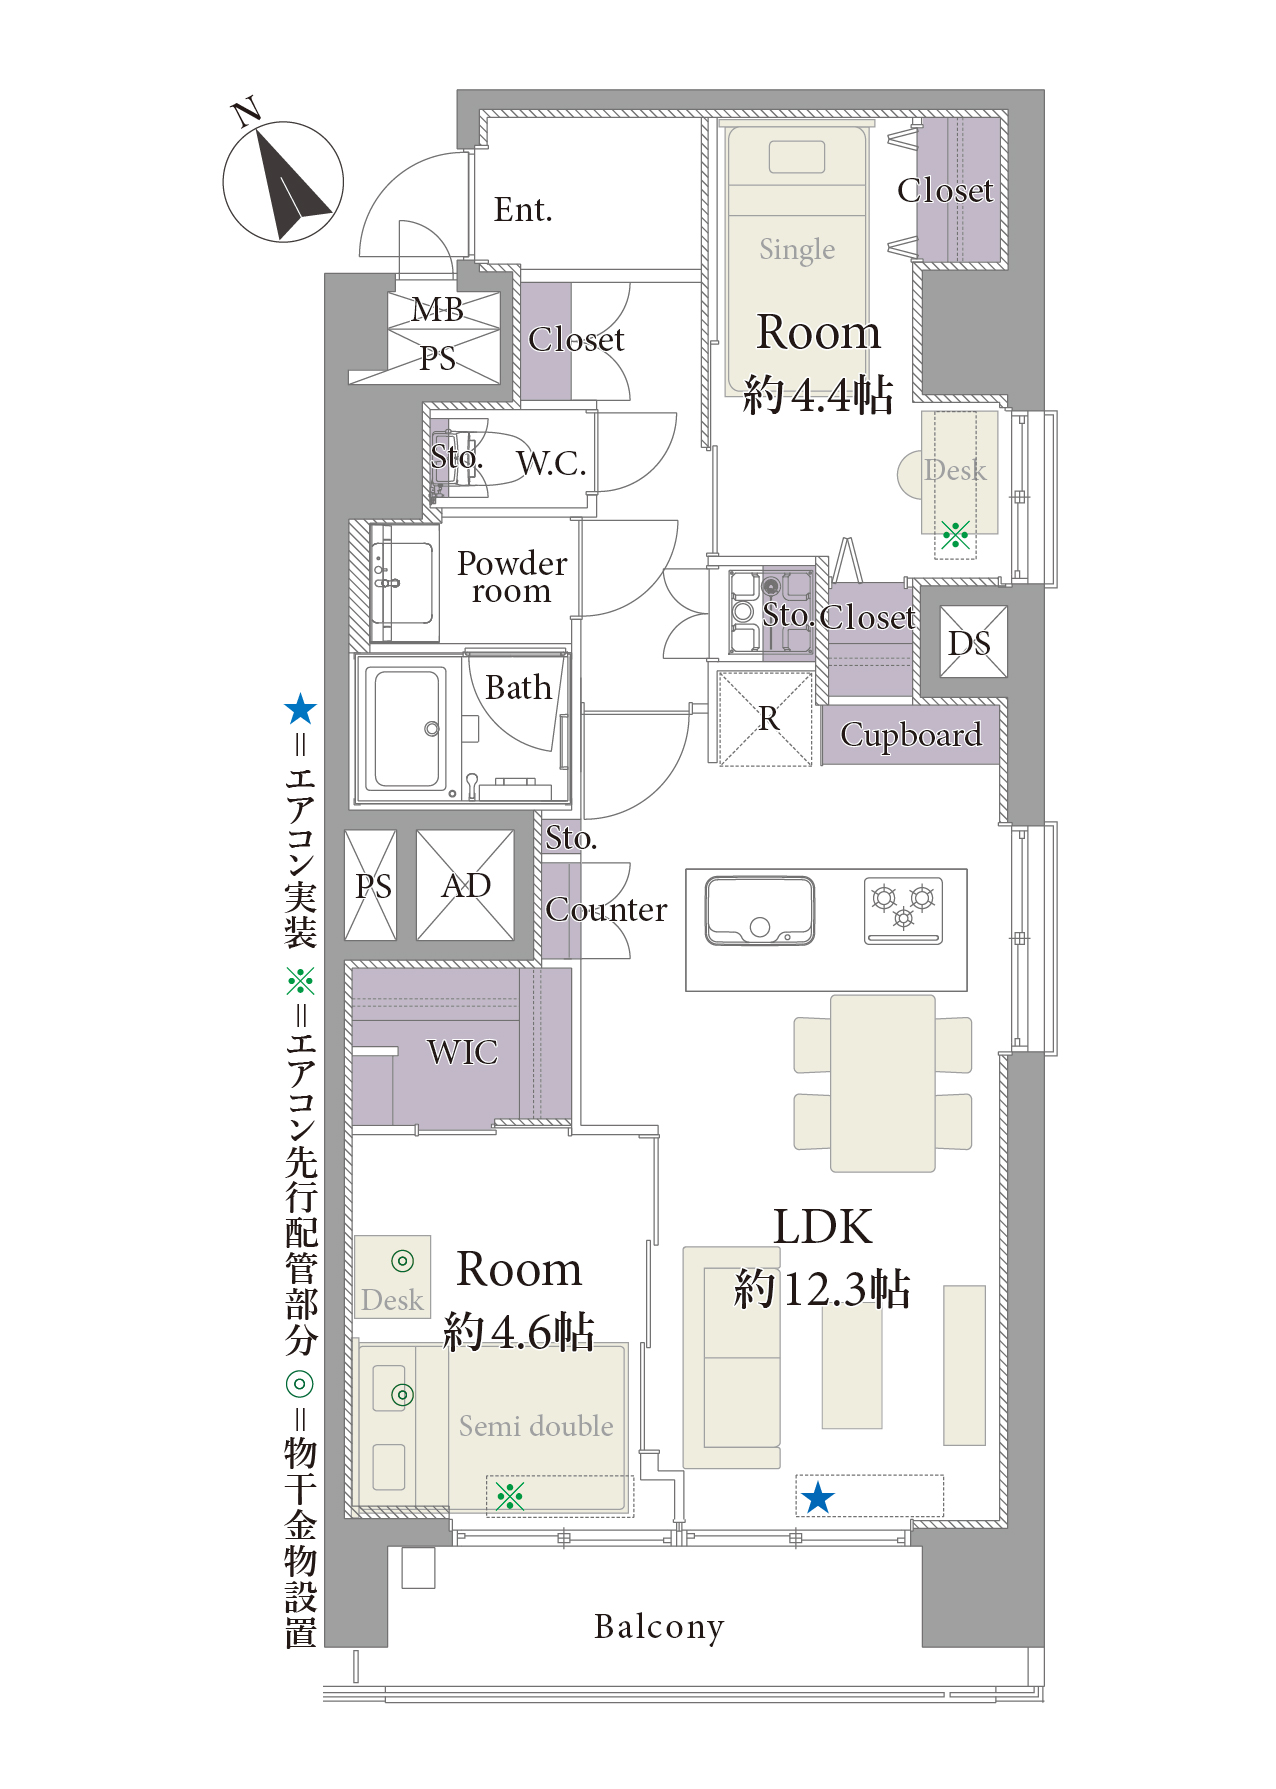 N
Ent.
Closet
Single
Room
約4.4帖
MB
PS
Closet
Sto.
W.C.
Desk
※
Powder
room
Sto.
Closet
DS
Bath
R
Cupboard
Sto.
PS
AD
Counter
WIC
LDK
約12.3帖
Room
約4.6帖
Desk
◎
◎
Semi double
※
★
Balcony
★=エアコン実装 ※=エアコン先行配管部分 ◎=物干金物設置